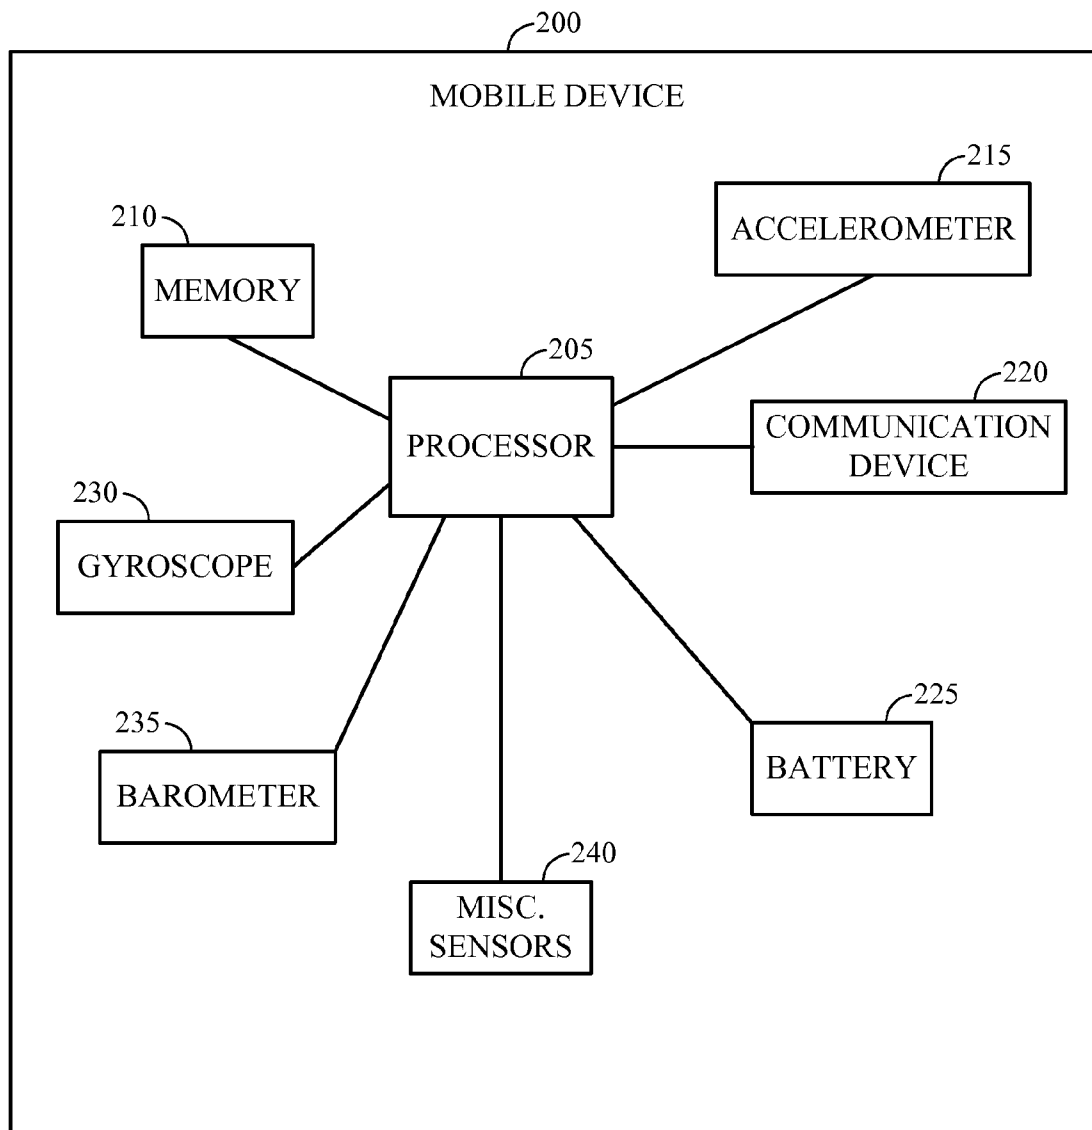 200
MOBILE DEVICE
215
ACCELEROMETER
210
MEMORY
205
PROCESSOR
220
COMMUNICATION
DEVICE
230
GYROSCOPE
225
BATTERY
235
BAROMETER
240
MISC.
SENSORS